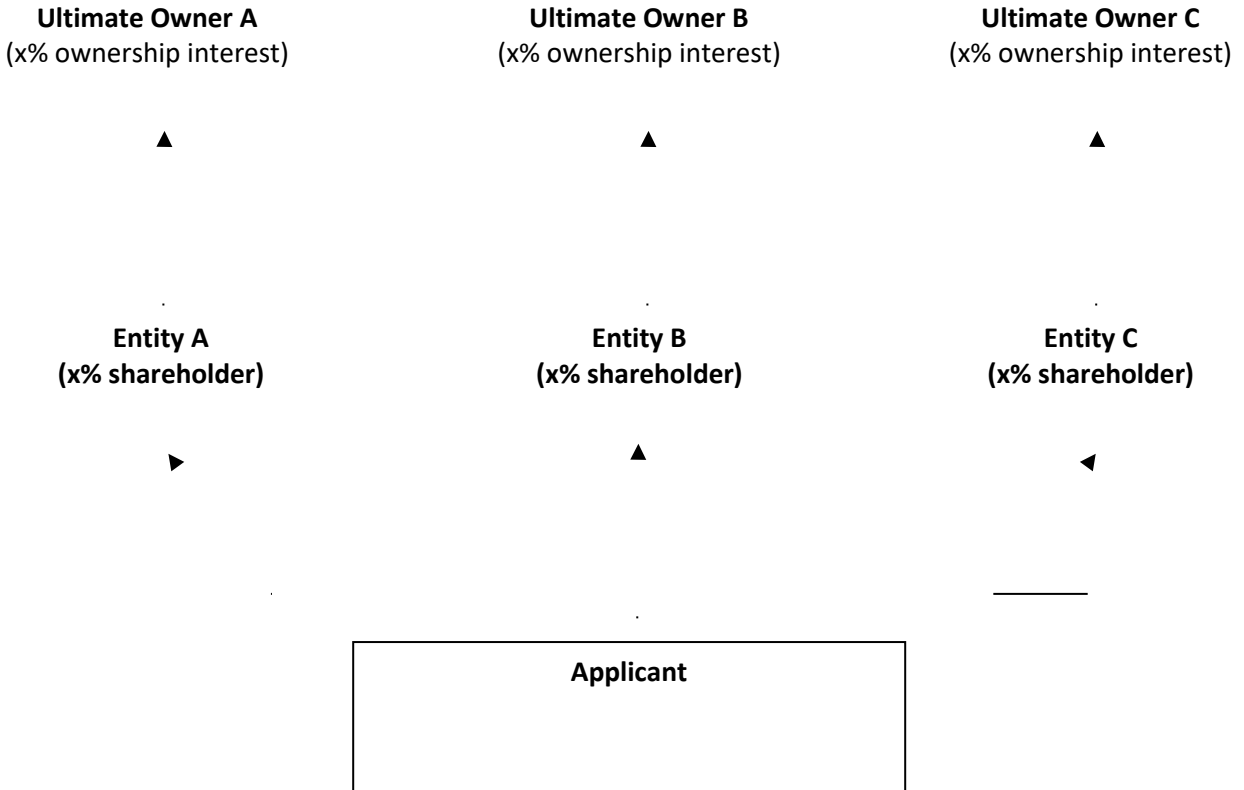 Ultimate Owner A
(x% ownership interest)
Ultimate Owner B
(x% ownership interest)
Ultimate Owner C
(x% ownership interest)
Entity A
(x% shareholder)
Entity B
(x% shareholder)
Entity C
(x% shareholder)
Applicant